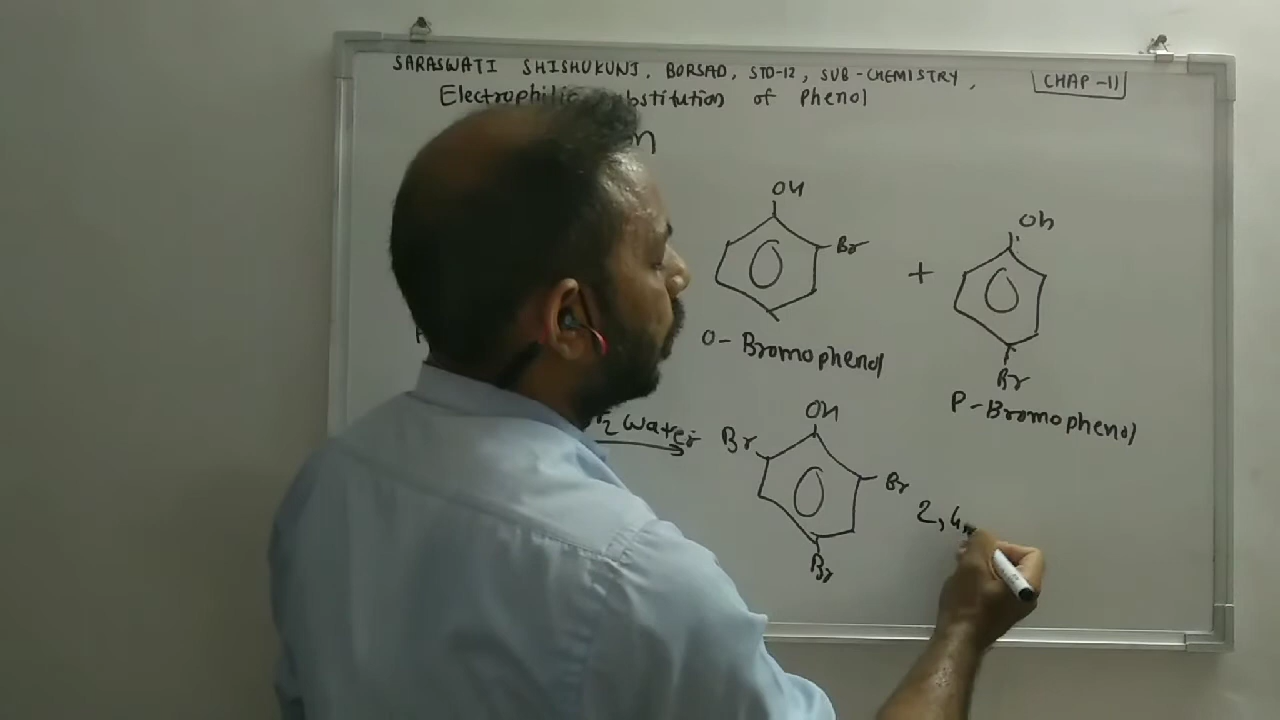 SARASWATI SHISHUKUNJ, BORSAD, STD-12, SUB-CHEMISTRY,
CHAP-11
Electrophilic substitution of Phenol
OH
Br
+
Oh
Br
O-Bromophenol
P-Bromophenol
water
OH
Br
Br
Br
2,4,